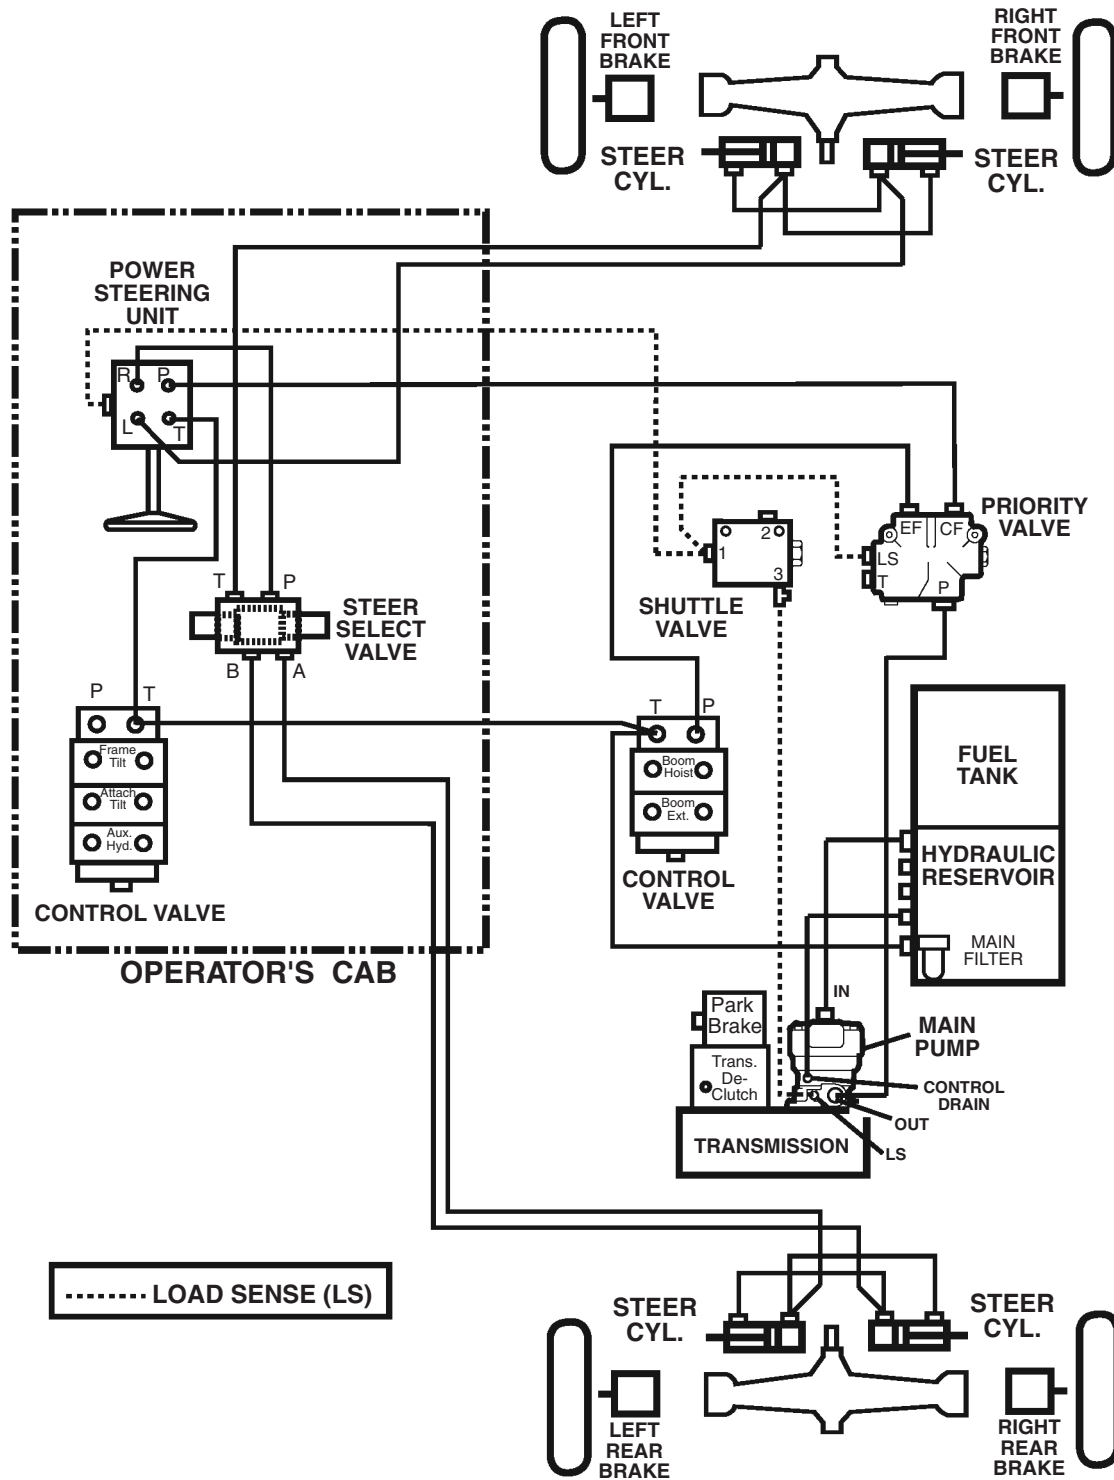 LEFT
FRONT
BRAKE
RIGHT
FRONT
BRAKE
STEER
CYL.
STEER
CYL.
POWER
STEERING
UNIT
R P
L T
EF CF
LS
T
P
PRIORITY
VALVE
1
2
3
SHUTTLE
VALVE
T P
STEER
SELECT
VALVE
B A
P T
Frame
Tilt
Attach
Tilt
Aux.
Hyd.
CONTROL VALVE
OPERATOR'S CAB
T P
Boom
Hoist
Boom
Ext.
CONTROL
VALVE
FUEL
TANK
HYDRAULIC
RESERVOIR
MAIN
FILTER
IN
Park
Brake
MAIN
PUMP
Trans.
De-
Clutch
CONTROL
DRAIN
OUT
LS
TRANSMISSION
LOAD SENSE (LS)
STEER
CYL.
STEER
CYL.
LEFT
REAR
BRAKE
RIGHT
REAR
BRAKE